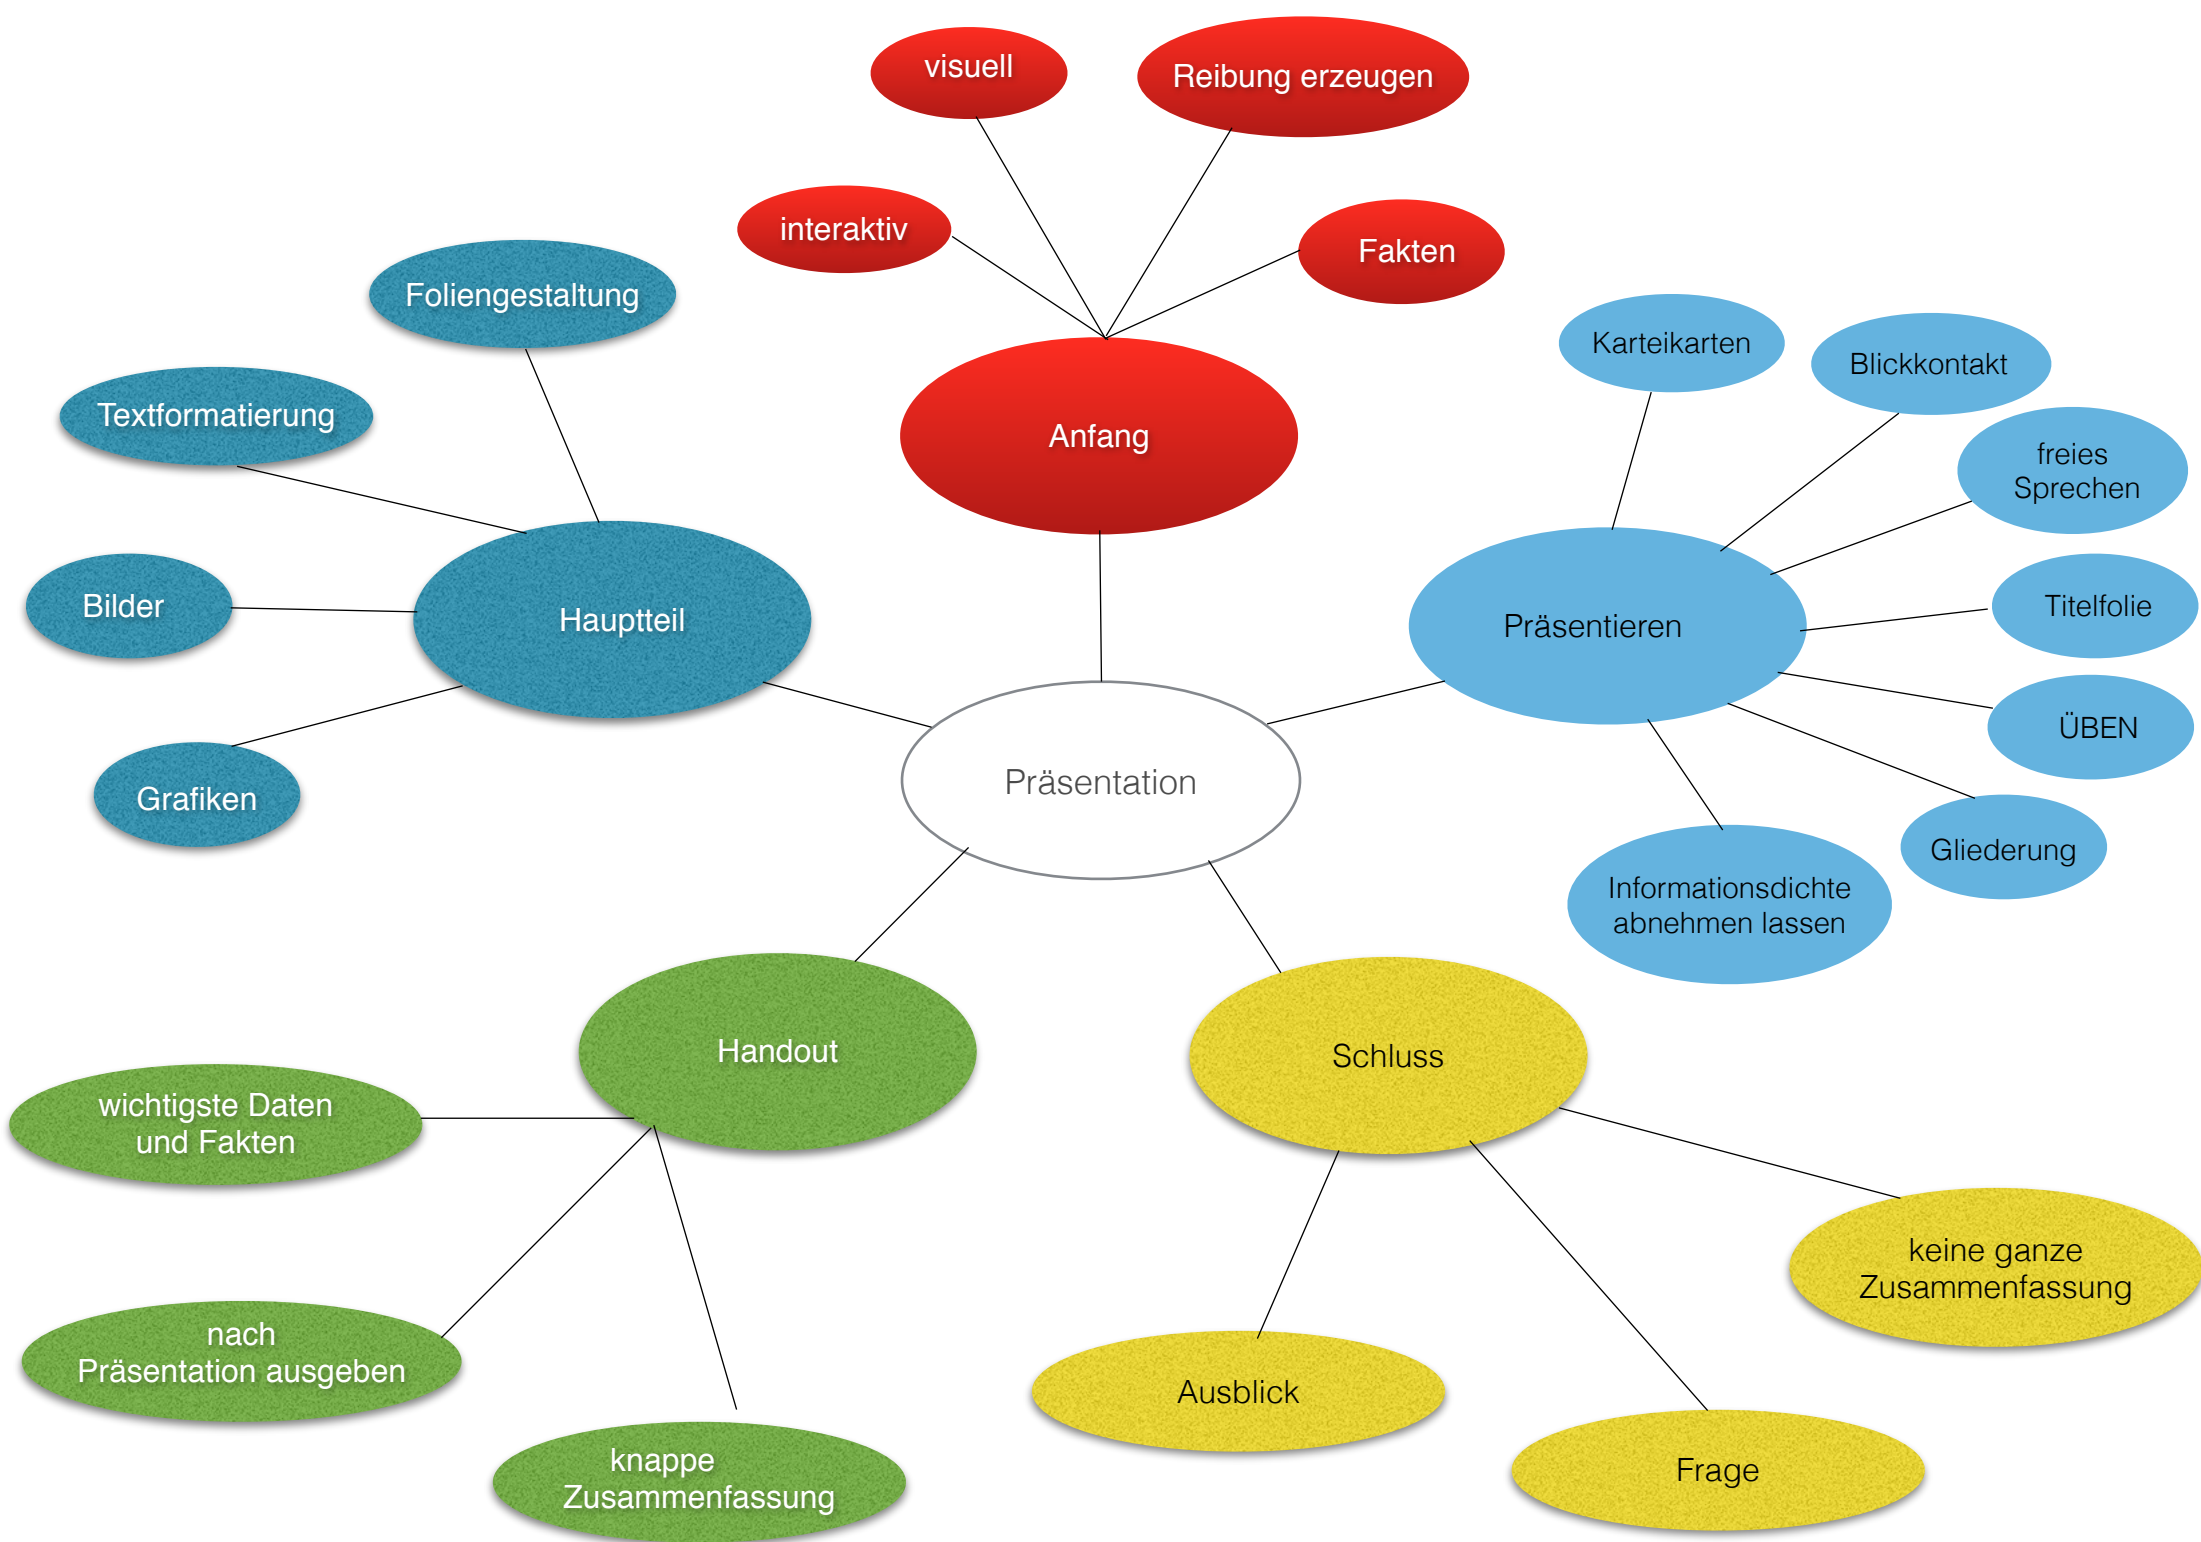 visuell
Reibung erzeugen
interaktiv
Fakten
Anfang
Foliengestaltung
Textformatierung
Bilder
Grafiken
Hauptteil
Karteikarten
Blickkontakt
freies
Sprechen
Titelfolie
ÜBEN
Gliederung
Informationsdichte
abnehmen lassen
Präsentieren
Präsentation
Handout
wichtigste Daten
und Fakten
nach
Präsentation ausgeben
knappe
Zusammenfassung
Schluss
keine ganze
Zusammenfassung
Ausblick
Frage